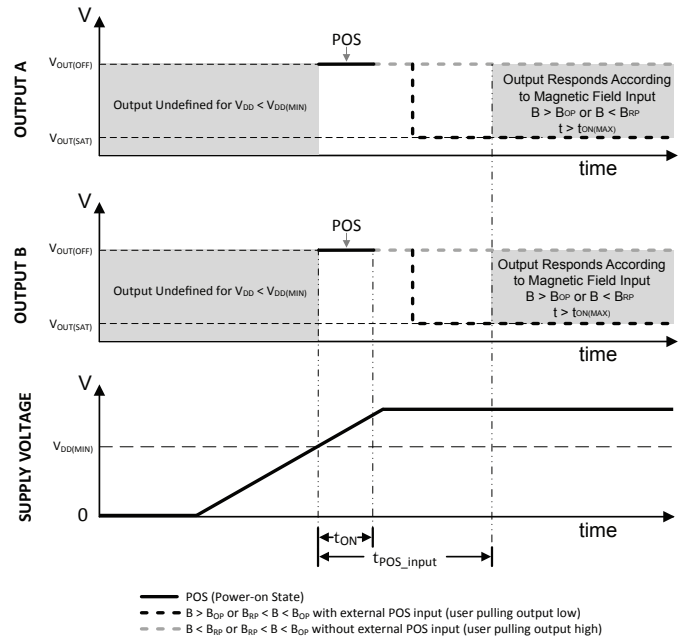 OUTPUT A
V
VOUT(OFF)
VOUT(SAT)
POS
Output Undefined for VDD < VDD(MIN)
Output Responds According
to Magnetic Field Input
B > BOP or B < BRP
t > tON(MAX)
time
OUTPUT B
V
VOUT(OFF)
VOUT(SAT)
POS
Output Undefined for VDD < VDD(MIN)
Output Responds According
to Magnetic Field Input
B > BOP or B < BRP
t > tON(MAX)
time
SUPPLY VOLTAGE
V
VDD(MIN)
0
time
tON
tPOS_input
POS (Power-on State)
B > BOP or BRP < B < BOP with external POS input (user pulling output low)
B < BRP or BRP < B < BOP without external POS input (user pulling output high)